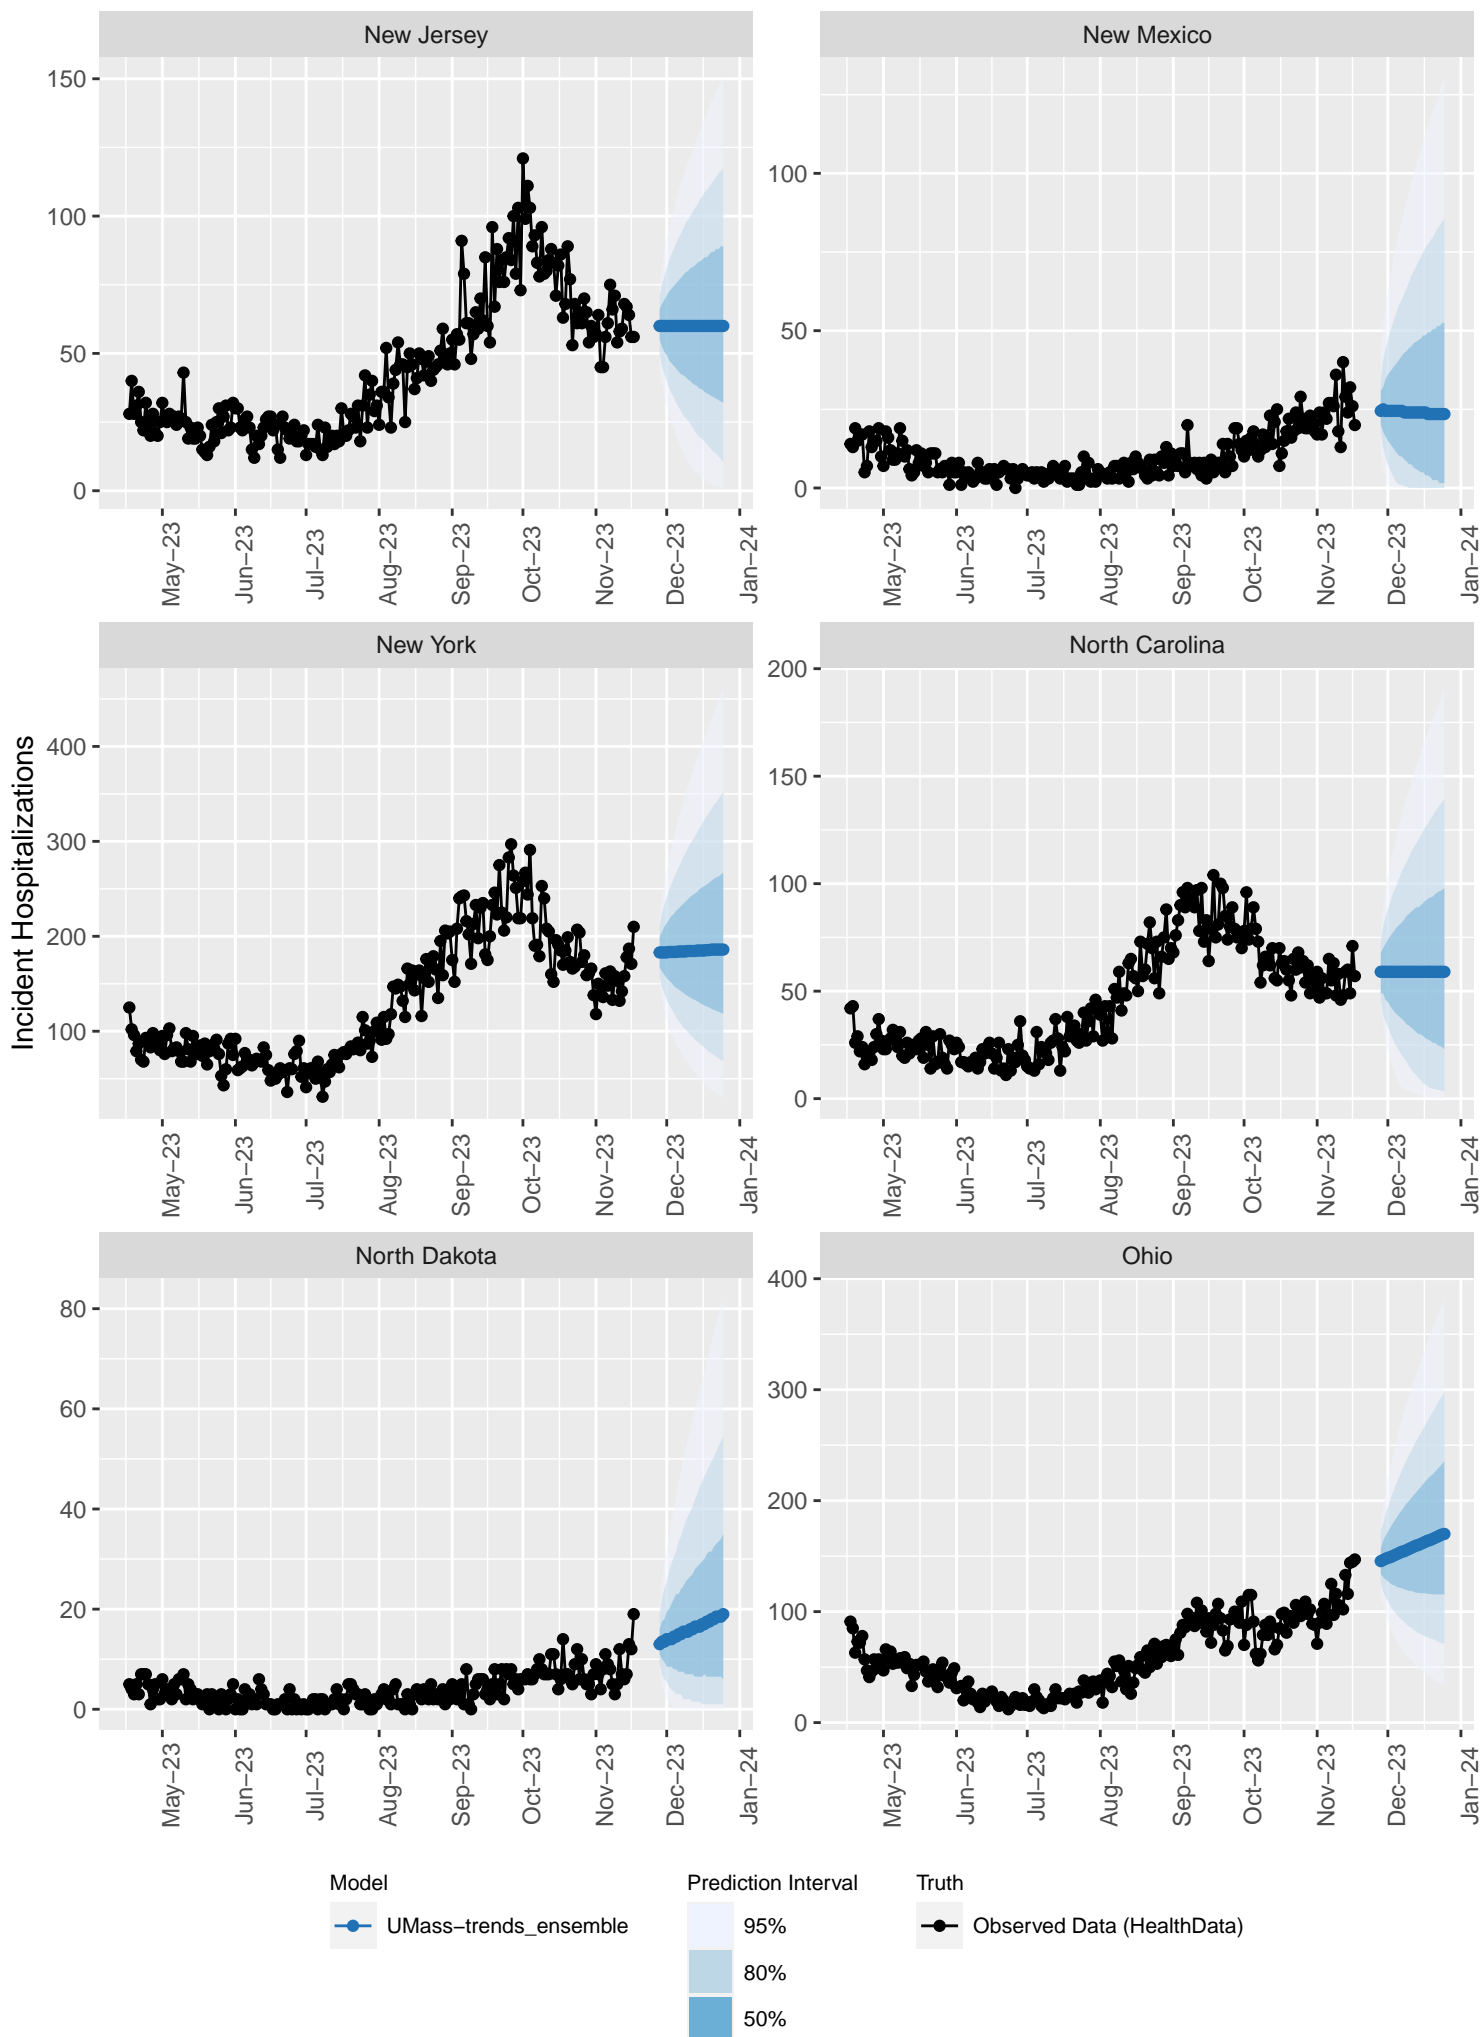 New Jersey
New Mexico
150
100
50
0
100
50
0
May−23
Jun−23
Jul−23
Aug−23
Sep−23
Oct−23
Nov−23
Dec−23
Jan−24
May−23
Jun−23
Jul−23
Aug−23
Sep−23
Oct−23
Nov−23
Dec−23
Jan−24
Incident Hospitalizations
New York
North Carolina
400
300
200
100
200
150
100
50
0
May−23
Jun−23
Jul−23
Aug−23
Sep−23
Oct−23
Nov−23
Dec−23
Jan−24
May−23
Jun−23
Jul−23
Aug−23
Sep−23
Oct−23
Nov−23
Dec−23
Jan−24
North Dakota
Ohio
80
60
40
20
0
400
300
200
100
0
May−23
Jun−23
Jul−23
Aug−23
Sep−23
Oct−23
Nov−23
Dec−23
Jan−24
May−23
Jun−23
Jul−23
Aug−23
Sep−23
Oct−23
Nov−23
Dec−23
Jan−24
Model
UMass−trends_ensemble
Prediction Interval
95%
80%
50%
Truth
Observed Data (HealthData)